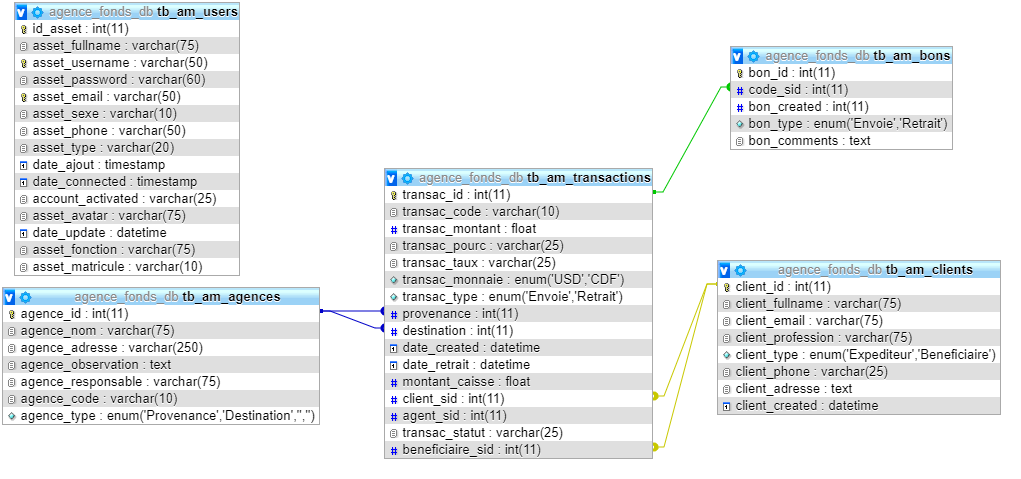 agence_fonds_db tb_am_users
id_asset : int(11)
asset_fullname : varchar(75)
asset_username : varchar(50)
asset_password : varchar(60)
asset_email : varchar(50)
asset_sexe : varchar(10)
asset_phone : varchar(50)
asset_type : varchar(20)
date_ajout : timestamp
date_connected : timestamp
account_activated : varchar(25)
asset_avatar : varchar(75)
date_update : datetime
asset_fonction : varchar(75)
asset_matricule : varchar(10)
agence_fonds_db tb_am_agences
agence_id : int(11)
agence_nom : varchar(75)
agence_adresse : varchar(250)
agence_observation : text
agence_responsable : varchar(75)
agence_code : varchar(10)
agence_type : enum('Provenance','Destination','','')
agence_fonds_db tb_am_transactions
transac_id : int(11)
transac_code : varchar(10)
transac_montant : float
transac_pourc : varchar(25)
transac_taux : varchar(25)
transac_monnaie : enum('USD','CDF')
transac_type : enum('Envoie','Retrait')
provenance : int(11)
destination : int(11)
date_created : datetime
date_retrait : datetime
montant_caisse : float
client_sid : int(11)
agent_sid : int(11)
transac_statut : varchar(25)
beneficiaire_sid : int(11)
agence_fonds_db tb_am_bons
bon_id : int(11)
code_sid : int(11)
bon_created : int(11)
bon_type : enum('Envoie','Retrait')
bon_comments : text
agence_fonds_db tb_am_clients
client_id : int(11)
client_fullname : varchar(75)
client_email : varchar(75)
client_profession : varchar(75)
client_type : enum('Expediteur','Beneficiaire')
client_phone : varchar(25)
client_adresse : text
client_created : datetime